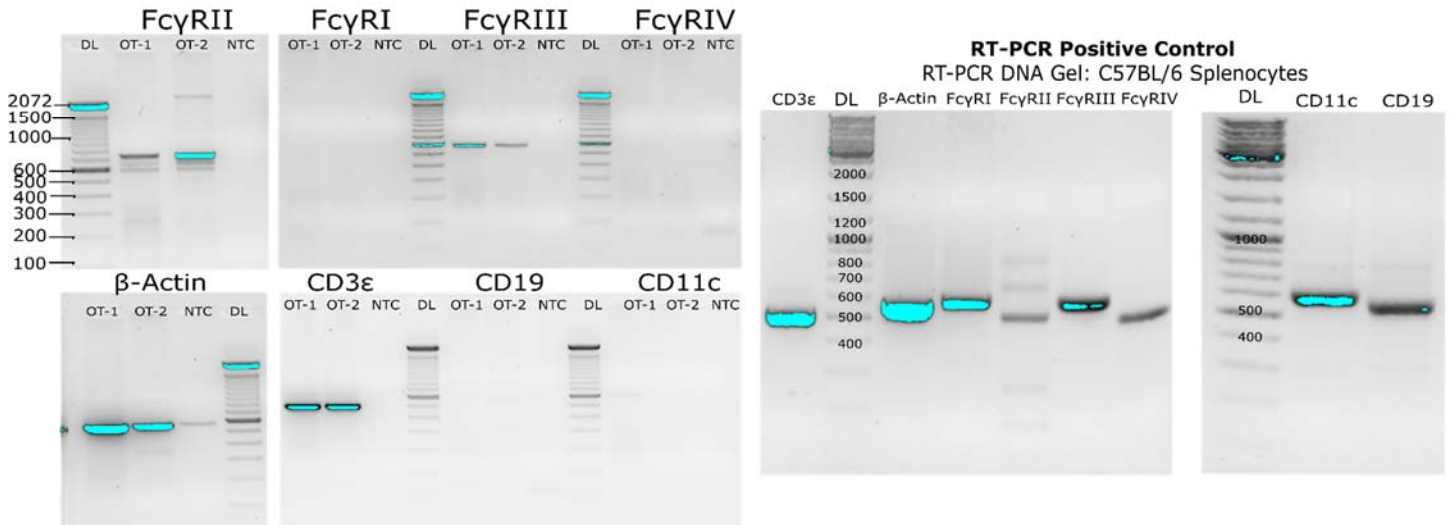 FcγRII FcγRI FcγRIII FcγRIV
DL OT-1 OT-2 NTC OT-1 OT-2 NTC DL OT-1 OT-2 NTC DL OT-1 OT-2 NTC
2072
1500
1000
600
500
400
300
200
100
β-Actin CD3ε CD19 CD11c
OT-1 OT-2 NTC DL OT-1 OT-2 NTC DL OT-1 OT-2 NTC DL OT-1 OT-2 NTC
RT-PCR Positive Control
RT-PCR DNA Gel: C57BL/6 Splenocytes
CD3ε DL β-Actin FcγRI FcγRII FcγRIII FcγRIV
2000
1500
1200
1000
800
700
600
500
400
DL CD11c CD19
1000
500
400